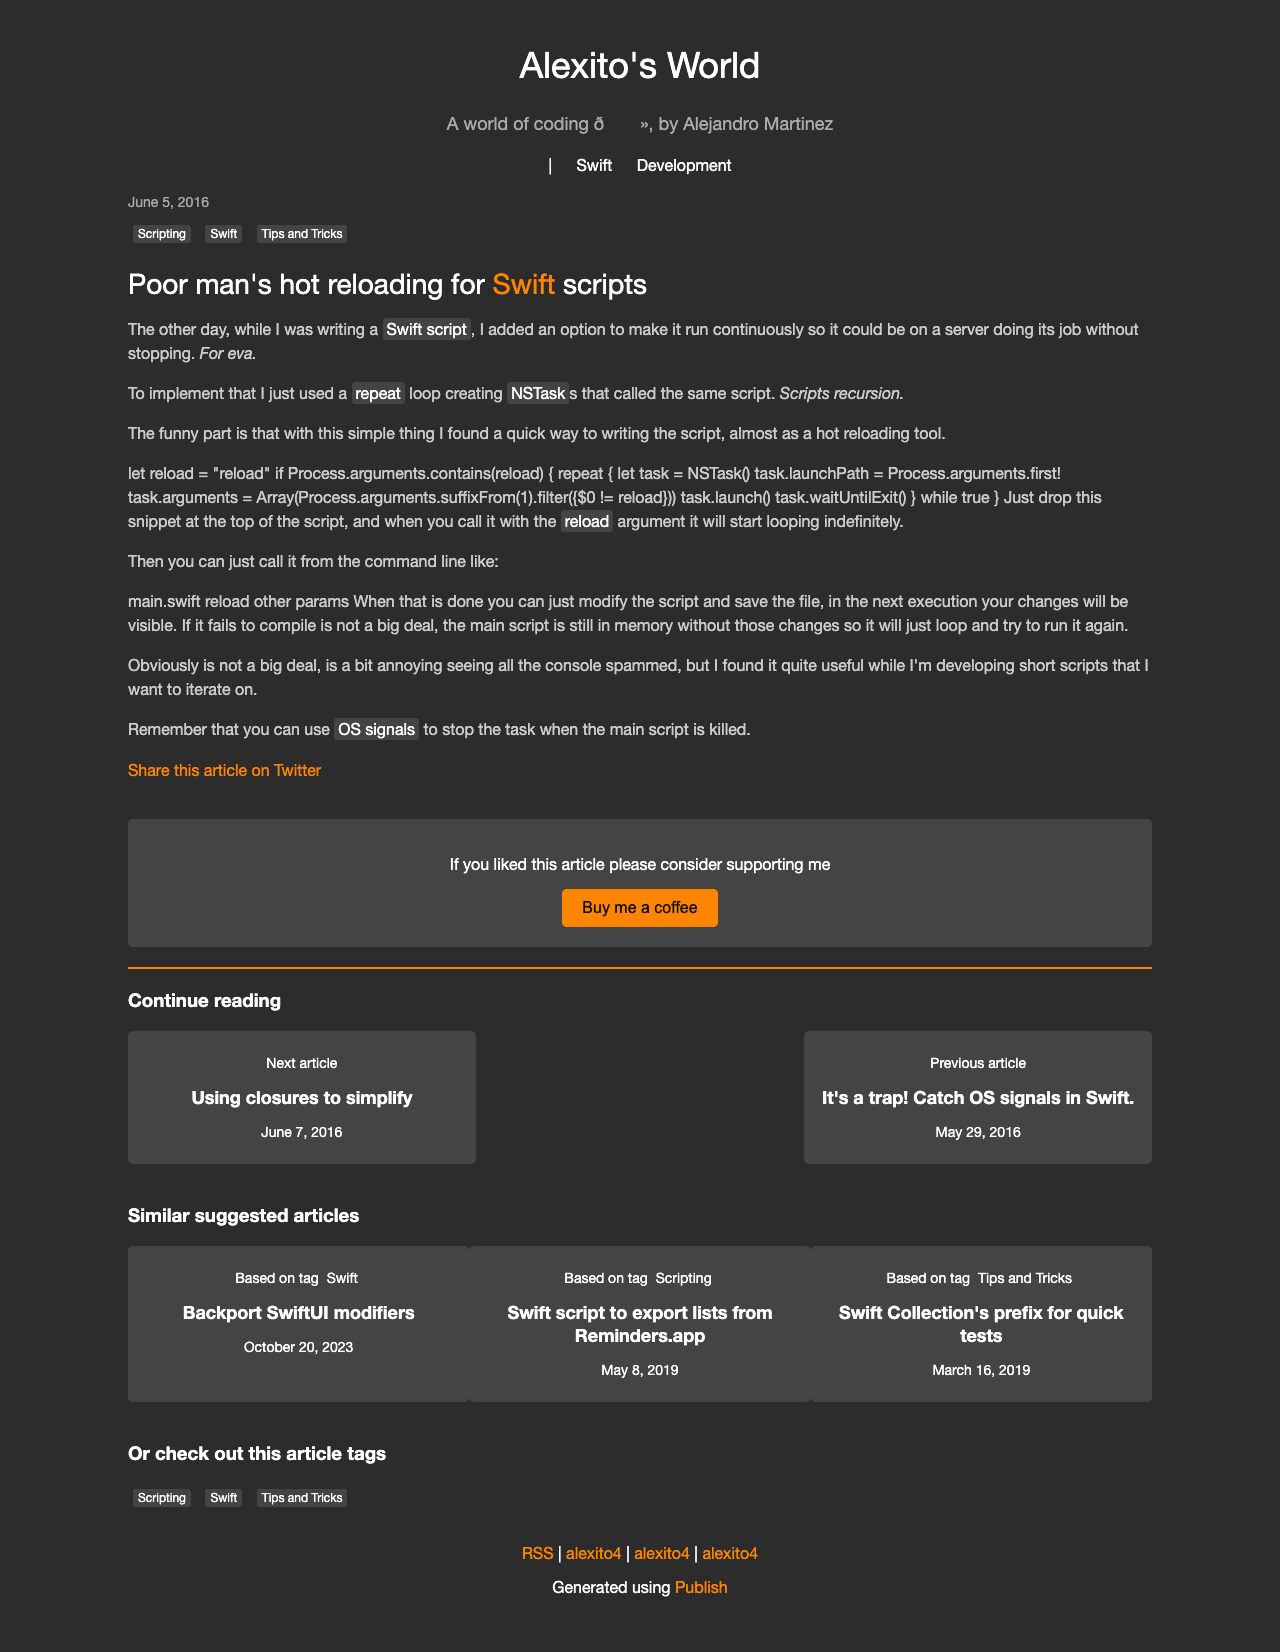 Alexito's World
A world of coding ð », by Alejandro Martinez
| Swift Development
June 5, 2016
Scripting Swift Tips and Tricks
Poor man's hot reloading for Swift scripts
The other day, while I was writing a Swift script, I added an option to make it run continuously so it could be on a server doing its job without
stopping. For eva.
To implement that I just used a repeat loop creating NSTasks that called the same script. Scripts recursion.
The funny part is that with this simple thing I found a quick way to writing the script, almost as a hot reloading tool.
let reload = "reload" if Process.arguments.contains(reload) { repeat { let task = NSTask() task.launchPath = Process.arguments.first!
task.arguments = Array(Process.arguments.suffixFrom(1).filter({$0 != reload})) task.launch() task.waitUntilExit() } while true } Just drop this
snippet at the top of the script, and when you call it with the reload argument it will start looping indefinitely.
Then you can just call it from the command line like:
main.swift reload other params When that is done you can just modify the script and save the file, in the next execution your changes will be
visible. If it fails to compile is not a big deal, the main script is still in memory without those changes so it will just loop and try to run it again.
Obviously is not a big deal, is a bit annoying seeing all the console spammed, but I found it quite useful while I'm developing short scripts that I
want to iterate on.
Remember that you can use OS signals to stop the task when the main script is killed.
Share this article on Twitter
If you liked this article please consider supporting me
Buy me a coffee
Continue reading
Next article
Using closures to simplify
June 7, 2016
Previous article
It's a trap! Catch OS signals in Swift.
May 29, 2016
Similar suggested articles
Based on tag Swift
Backport SwiftUI modifiers
October 20, 2023
Based on tag Scripting
Swift script to export lists from
Reminders.app
May 8, 2019
Based on tag Tips and Tricks
Swift Collection's prefix for quick
tests
March 16, 2019
Or check out this article tags
Scripting Swift Tips and Tricks
RSS | alexito4 | alexito4 | alexito4
Generated using Publish